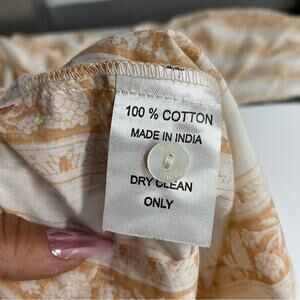 100 % COTTON
MADE IN INDIA
DRY CLEAN
ONLY